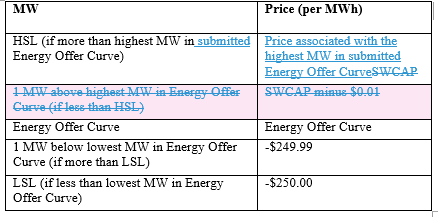 MW Price (per MWh)
HSL (if more than highest MW in submitted Price associated with the
Energy Offer Curve) highest MW in submitted
Energy Offer CurveSWCAP
1 MW above highest MW in Energy Offer SWCAP minus $0.01
Curve (if less than HSL)
Energy Offer Curve Energy Offer Curve
1 MW below lowest MW in Energy -$249.99
Offer Curve (if more than LSL)
LSL (if less than lowest MW in Energy -$250.00
Offer Curve)